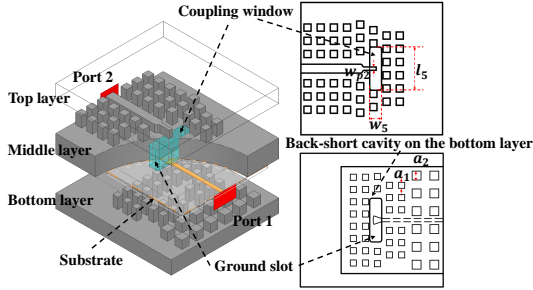 Coupling window
Port 2
Top layer
Middle layer
Bottom layer
Port 1
Substrate
Ground slot
w_{p2}
l_5
w_5
Back-short cavity on the bottom layer
a_2
a_1